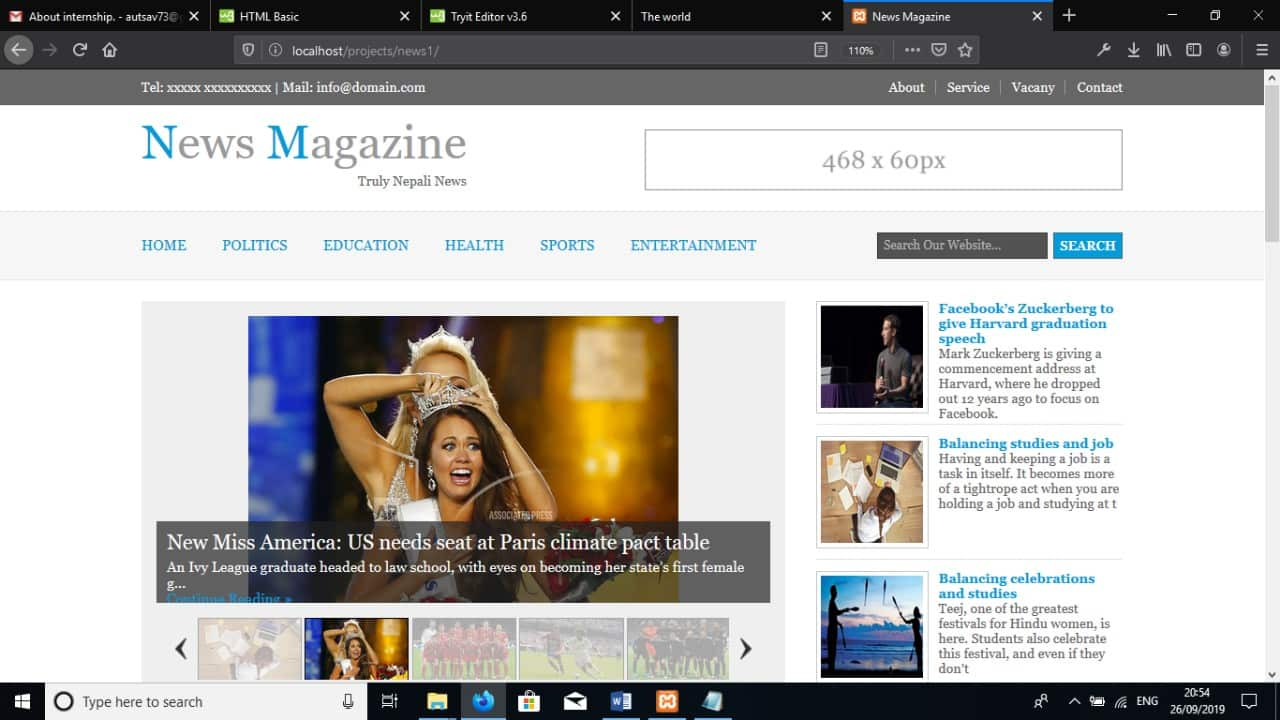 About internship. - autsav73@
HTML Basic
Tryit Editor v3.6
The world
News Magazine
localhost/projects/news1/
110%
Tel: xxxxx xxxxxxxxxx | Mail: info@domain.com
About
Service
Vacany
Contact
News Magazine
Truly Nepali News
468 x 60px
HOME
POLITICS
EDUCATION
HEALTH
SPORTS
ENTERTAINMENT
Search Our Website...
SEARCH
AP
ASSOCIATED PRESS
New Miss America: US needs seat at Paris climate pact table
An Ivy League graduate headed to law school, with eyes on becoming her state's first female
g...
Continue Reading »
Facebook's Zuckerberg to
give Harvard graduation
speech
Mark Zuckerberg is giving a
commencement address at
Harvard, where he dropped
out 12 years ago to focus on
Facebook.
Balancing studies and job
Having and keeping a job is a
task in itself. It becomes more
of a tightrope act when you are
holding a job and studying at t
Balancing celebrations
and studies
Teej, one of the greatest
festivals for Hindu women, is
here. Students also celebrate
this festival, and even if they
don't
Type here to search
ENG
20:54
26/09/2019